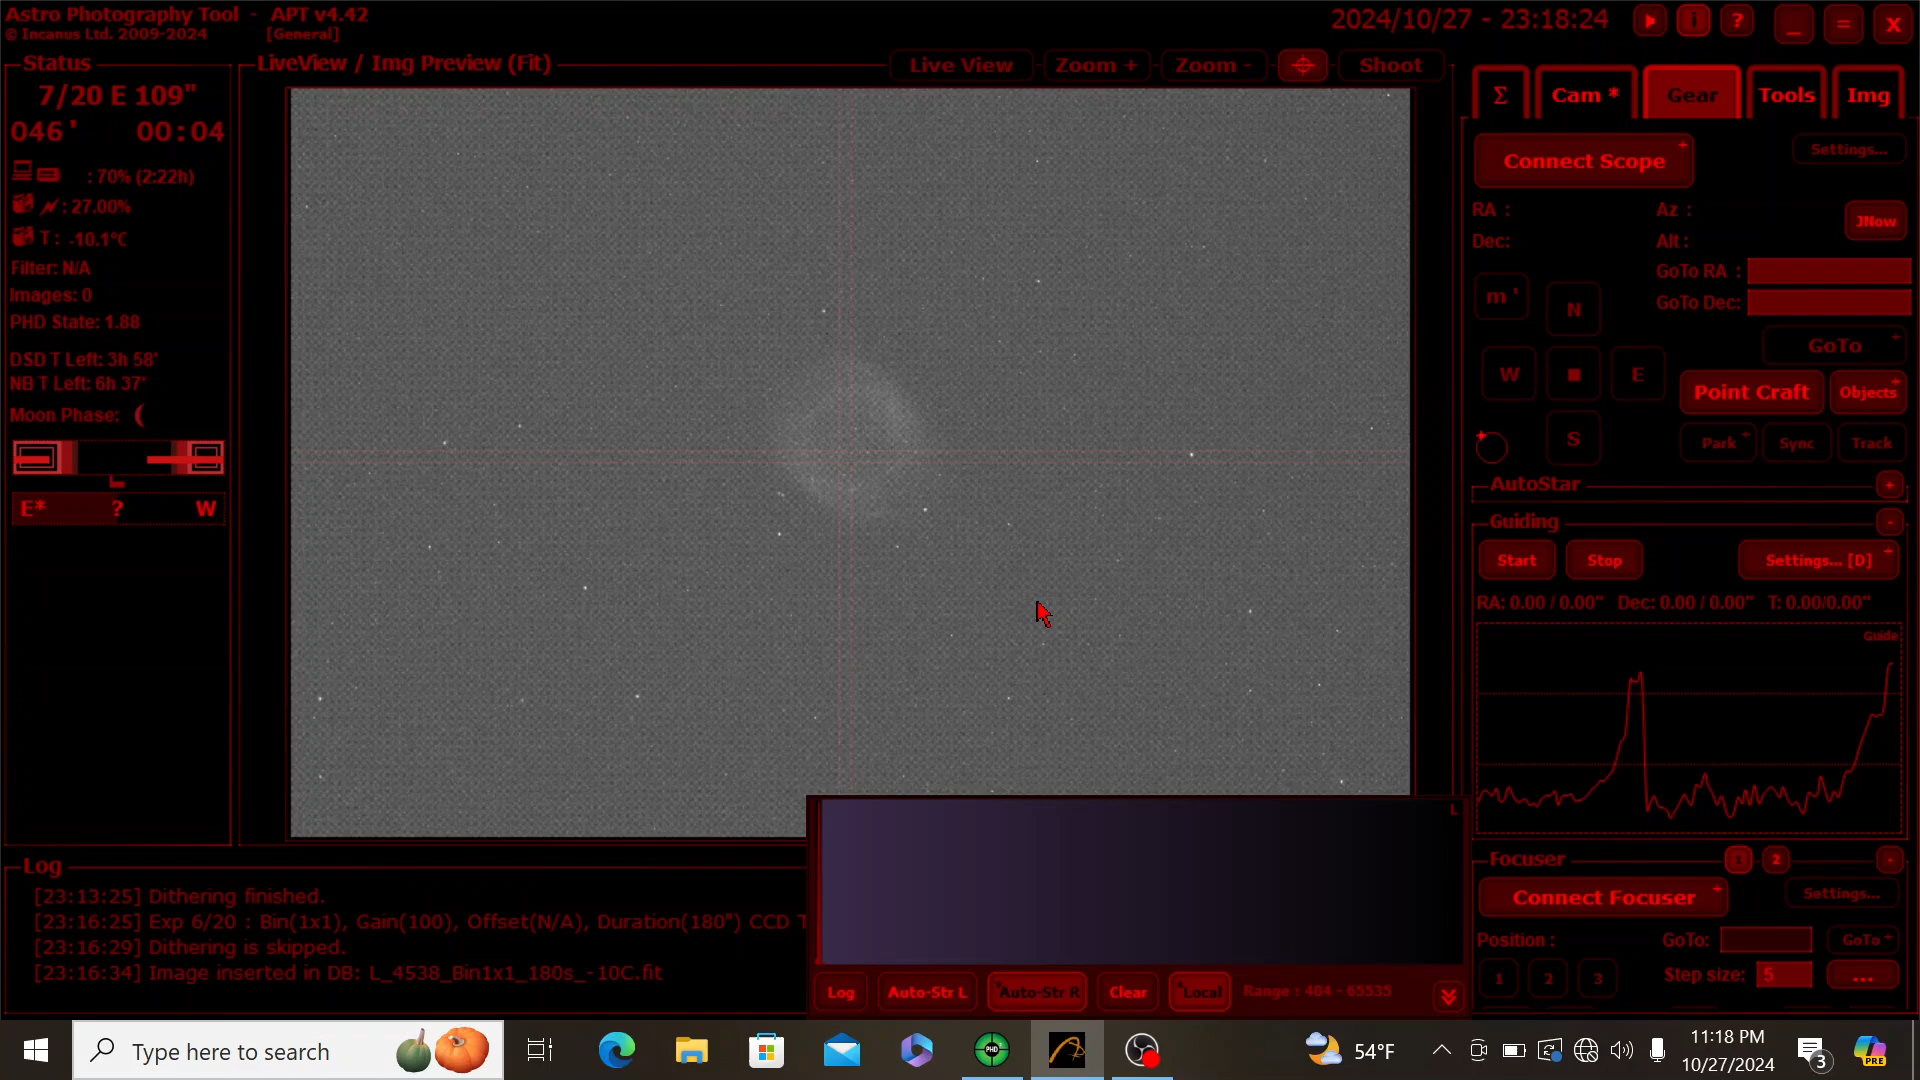 Astro Photography Tool - APT v4.42
© Incanus Ltd. 2009-2024 [General]
2024/10/27 - 23:18:24
i ? _ = X
Status
7/20 E 109"
046' 00:04
: 70% (2:22h)
: 27.00%
T : -10.1°C
Filter: N/A
Images: 0
PHD State: 1.88
DSD T Left: 3h 58'
NB T Left: 6h 37'
Moon Phase:
E* ? W
LiveView / Img Preview (Fit)
Live View Zoom + Zoom - Shoot
Σ Cam * Gear Tools Img
Connect Scope + Settings...
RA : Az : JNow
Dec: Alt :
GoTo RA :
GoTo Dec:
m ' N
GoTo +
W E
Point Craft Objects +
S
Park + Sync Track
AutoStar +
Guiding -
Start Stop Settings... [D] +
RA: 0.00 / 0.00" Dec: 0.00 / 0.00" T: 0.00/0.00"
Guide
Focuser 1 2 -
Connect Focuser + Settings...
Position : GoTo: GoTo +
1 2 3 Step size: 5 ...
Log
[23:13:25] Dithering finished.
[23:16:25] Exp 6/20 : Bin(1x1), Gain(100), Offset(N/A), Duration(180") CCD T
[23:16:29] Dithering is skipped.
[23:16:34] Image inserted in DB: L_4538_Bin1x1_180s_-10C.fit
L
Log Auto-Str L *Auto-Str R Clear *Local Range : 404 - 65535
Type here to search
PHD
54°F
11:18 PM
10/27/2024
3
PRE